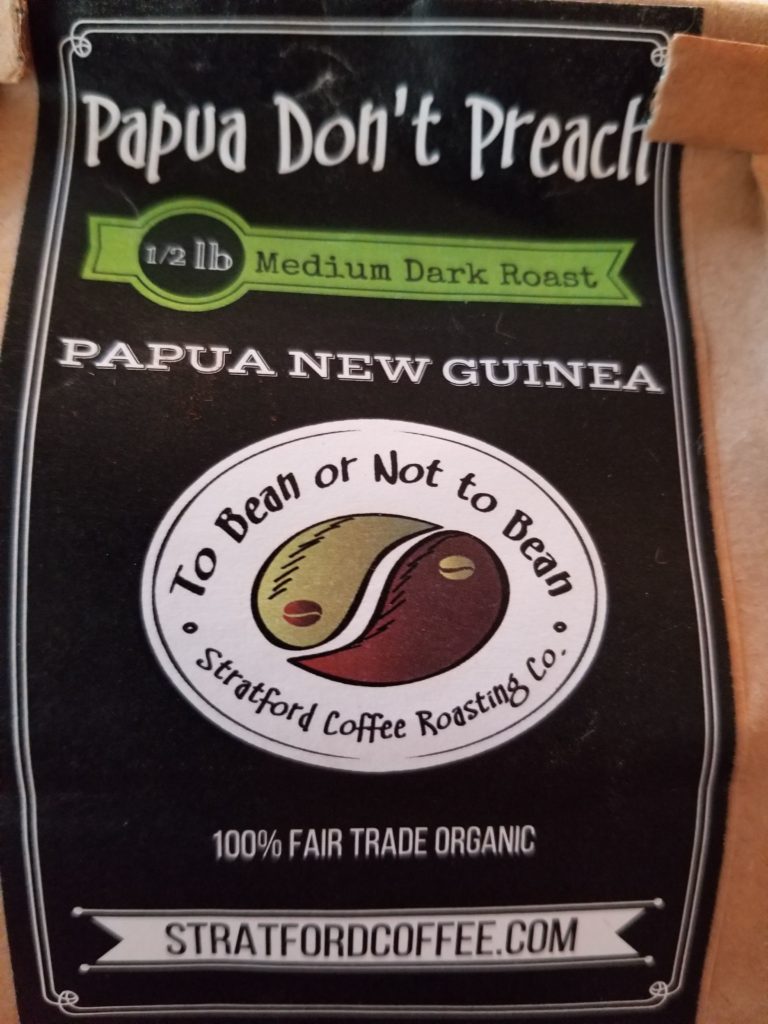 Papua Don't Preach
1/2 lb Medium Dark Roast
PAPUA NEW GUINEA
To Bean or Not to Bean
Stratford Coffee Roasting Co.
100% FAIR TRADE ORGANIC
STRATFORDCOFFEE.COM